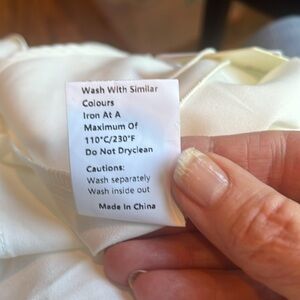 Wash With Similar
Colours
Iron At A
Maximum Of
110°C/230°F
Do Not Dryclean
Cautions:
Wash separately
Wash inside out
Made In China